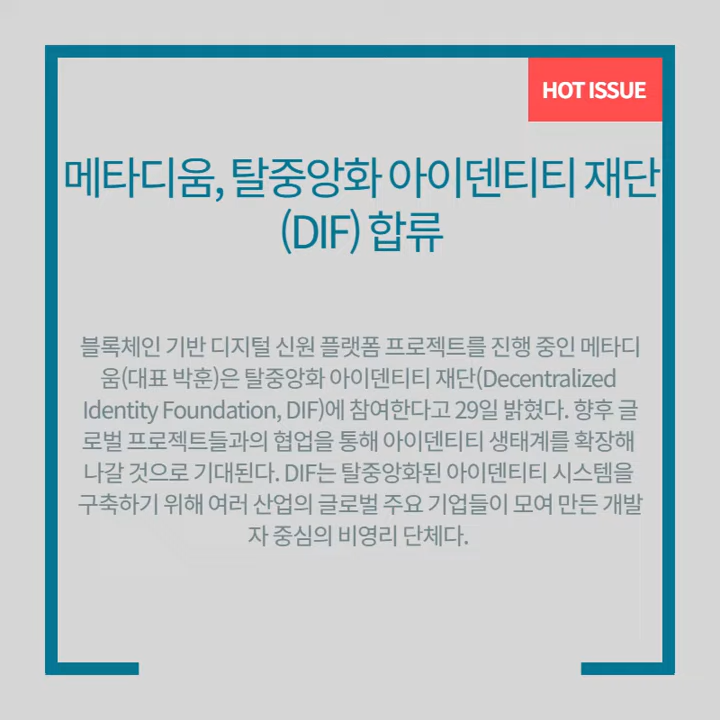 HOT ISSUE
메타디움, 탈중앙화 아이덴티티 재단
(DIF) 합류
블록체인 기반 디지털 신원 플랫폼 프로젝트를 진행 중인 메타디
움(대표 박훈)은 탈중앙화 아이덴티티 재단(Decentralized
Identity Foundation, DIF)에 참여한다고 29일 밝혔다. 향후 글
로벌 프로젝트들과의 협업을 통해 아이덴티티 생태계를 확장해
나갈 것으로 기대된다. DIF는 탈중앙화된 아이덴티티 시스템을
구축하기 위해 여러 산업의 글로벌 주요 기업들이 모여 만든 개발
자 중심의 비영리 단체다.